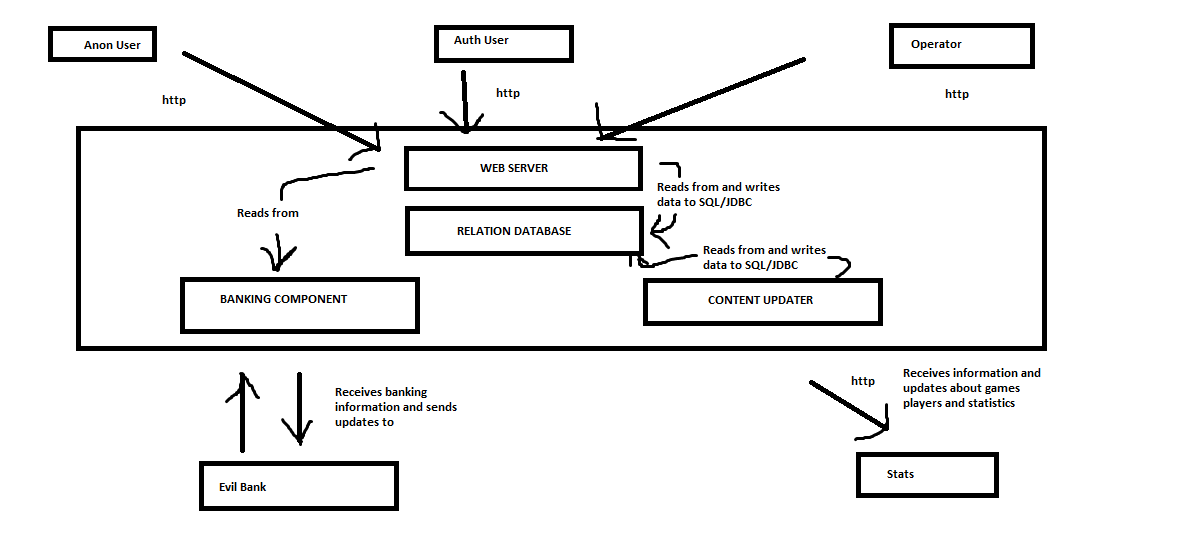 Anon User
Auth User
Operator
http
http
http
WEB SERVER
Reads from and writes
data to SQL/JDBC
Reads from
RELATION DATABASE
Reads from and writes
data to SQL/JDBC
BANKING COMPONENT
CONTENT UPDATER
Receives banking
information and sends
updates to
http
Receives information and
updates about games
players and statistics
Evil Bank
Stats